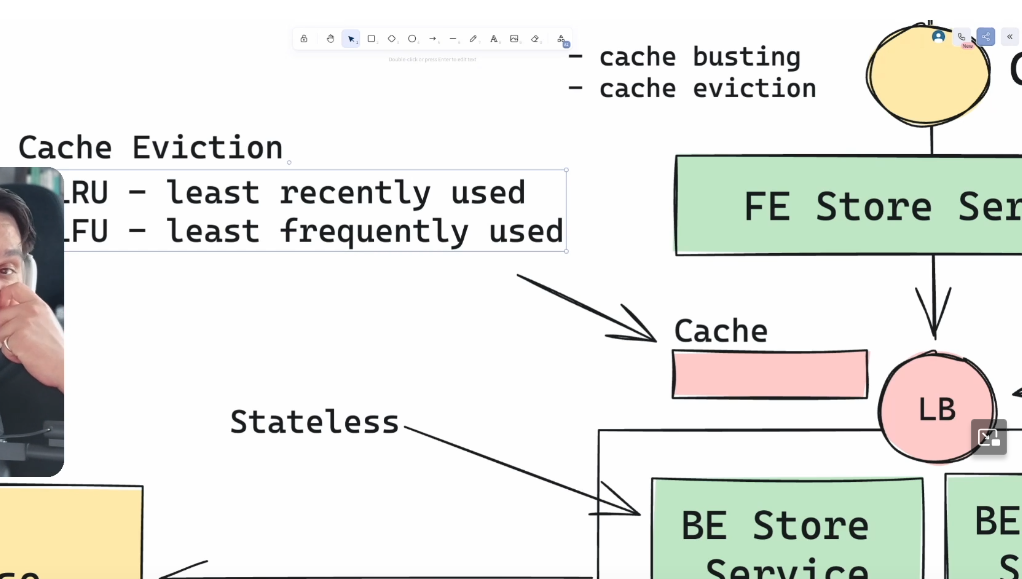 - cache busting
- cache eviction
Cache Eviction
LRU - least recently used
LFU - least frequently used
FE Store Ser
Cache
LB
Stateless
BE Store
Service
BE
S
New